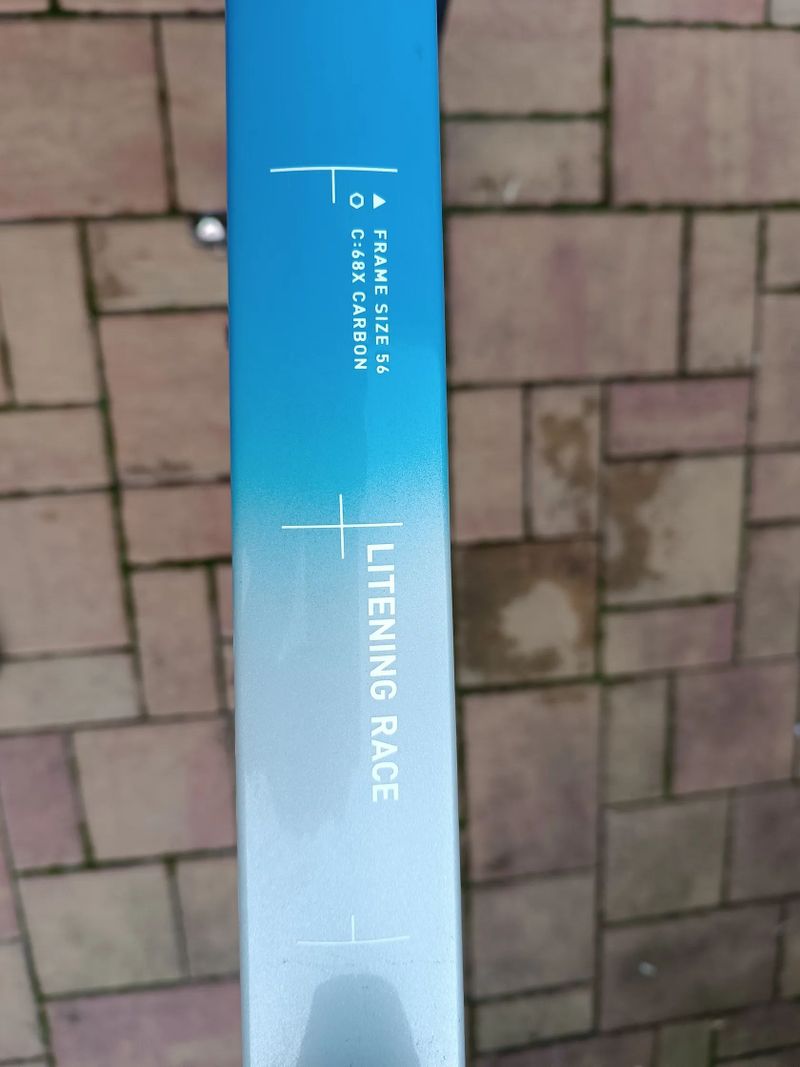 FRAME SIZE 56
C:68X CARBON
LITENING RACE